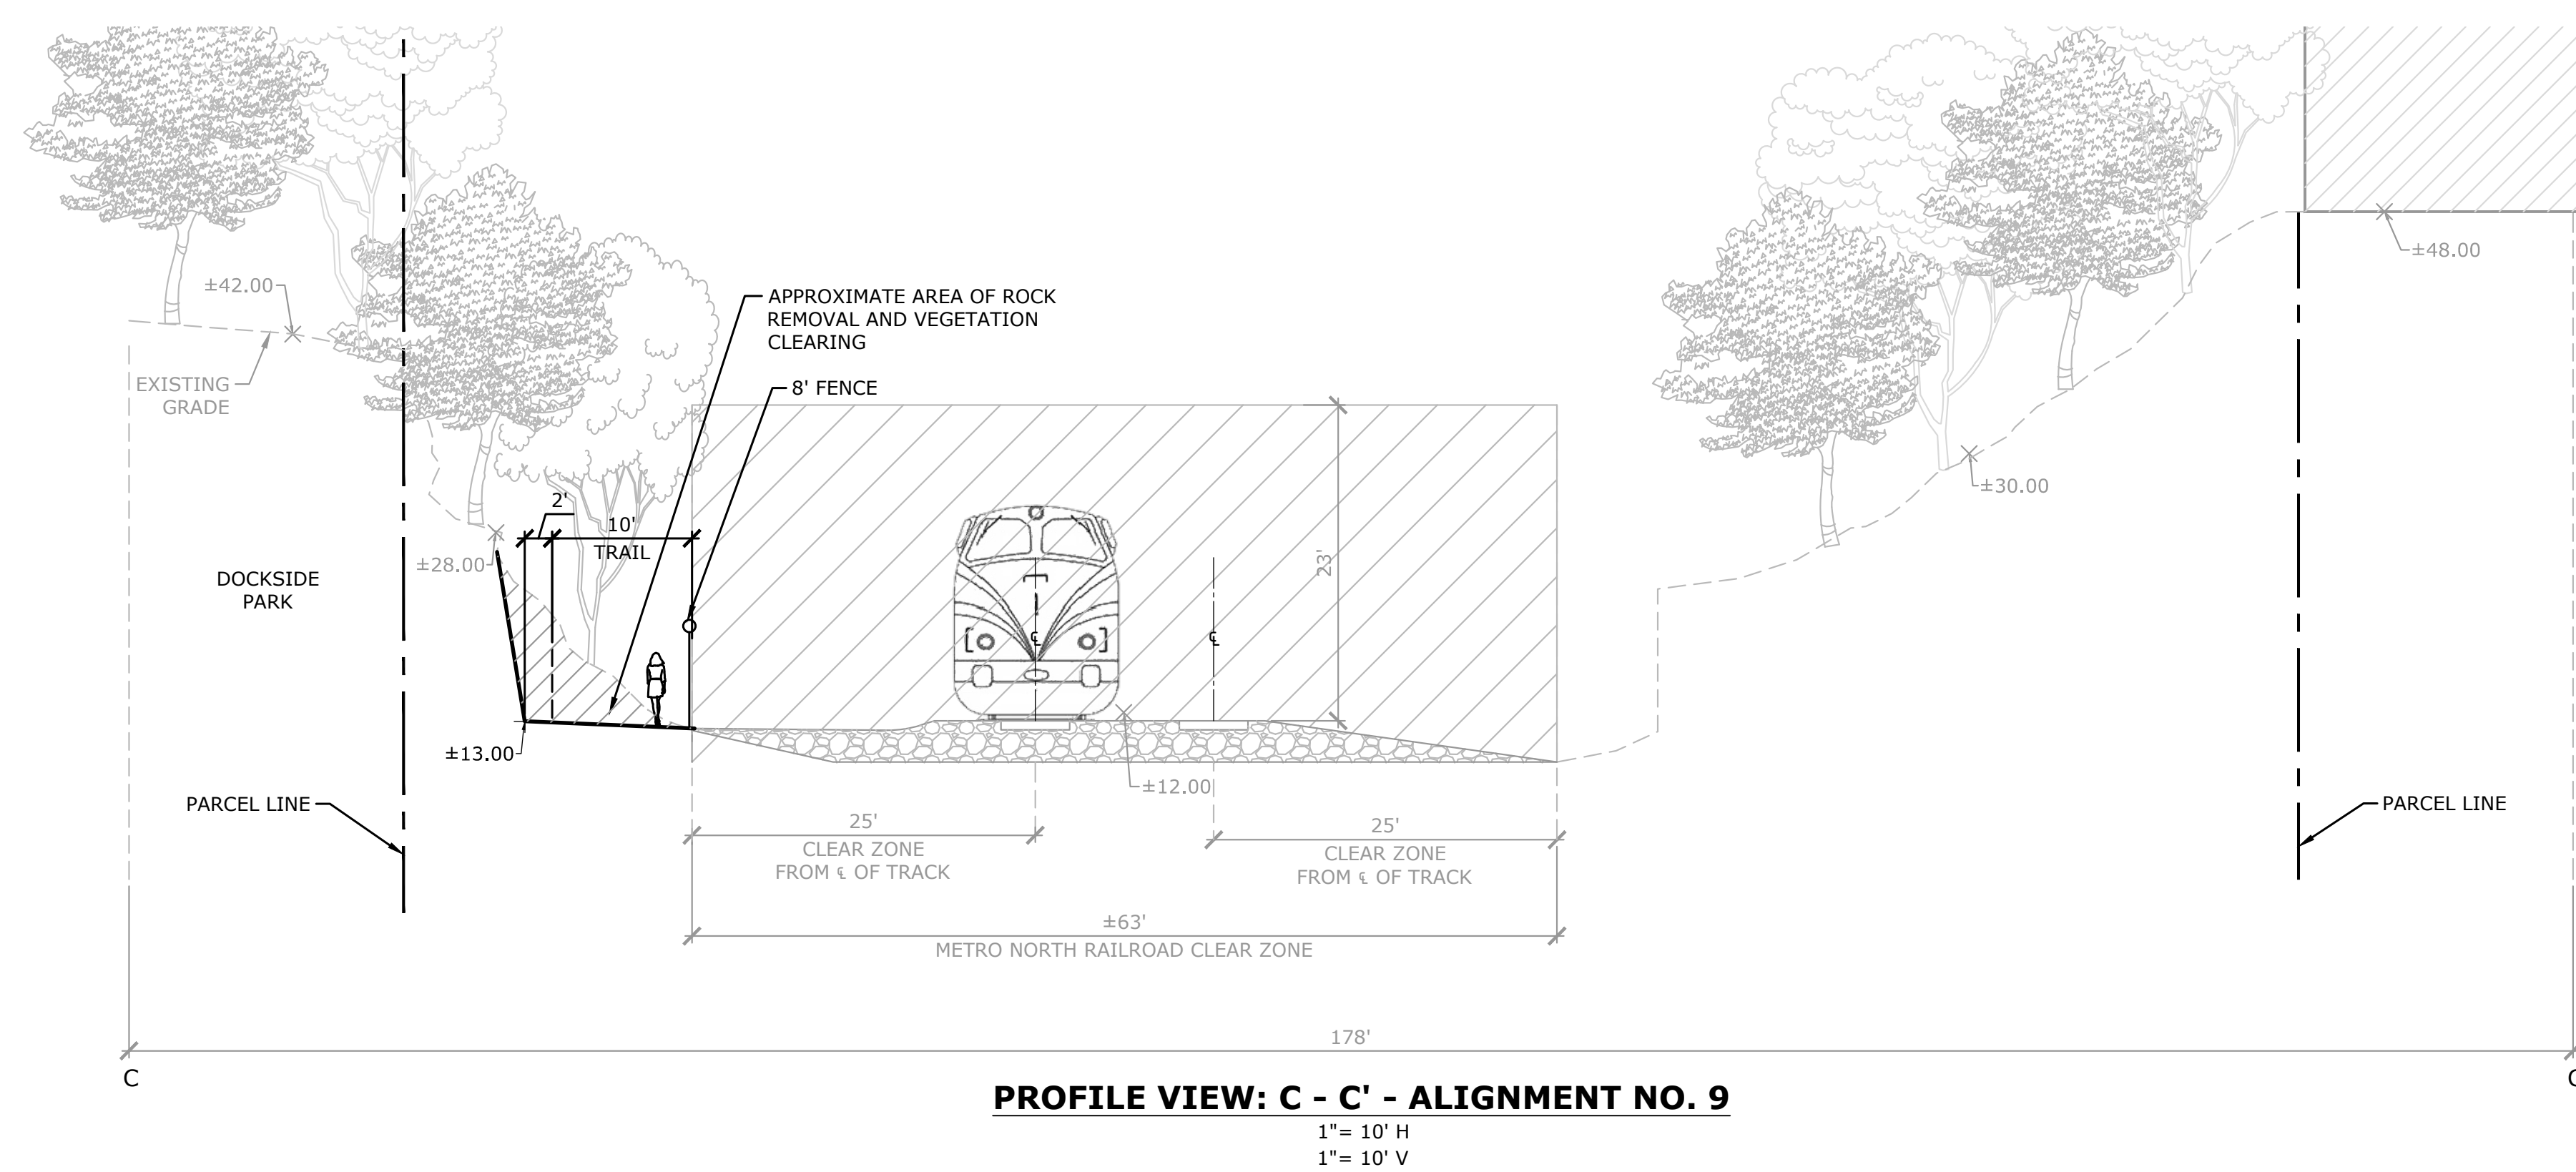 ±42.00
±48.00
APPROXIMATE AREA OF ROCK
REMOVAL AND VEGETATION
CLEARING
EXISTING
GRADE
8' FENCE
±30.00
2'
10'
TRAIL
±28.00
23'
DOCKSIDE
PARK
℄
℄
±13.00
±12.00
PARCEL LINE
PARCEL LINE
25'
CLEAR ZONE
FROM ℄ OF TRACK
25'
CLEAR ZONE
FROM ℄ OF TRACK
±63'
METRO NORTH RAILROAD CLEAR ZONE
178'
C
PROFILE VIEW: C - C' - ALIGNMENT NO. 9
1"= 10' H
1"= 10' V